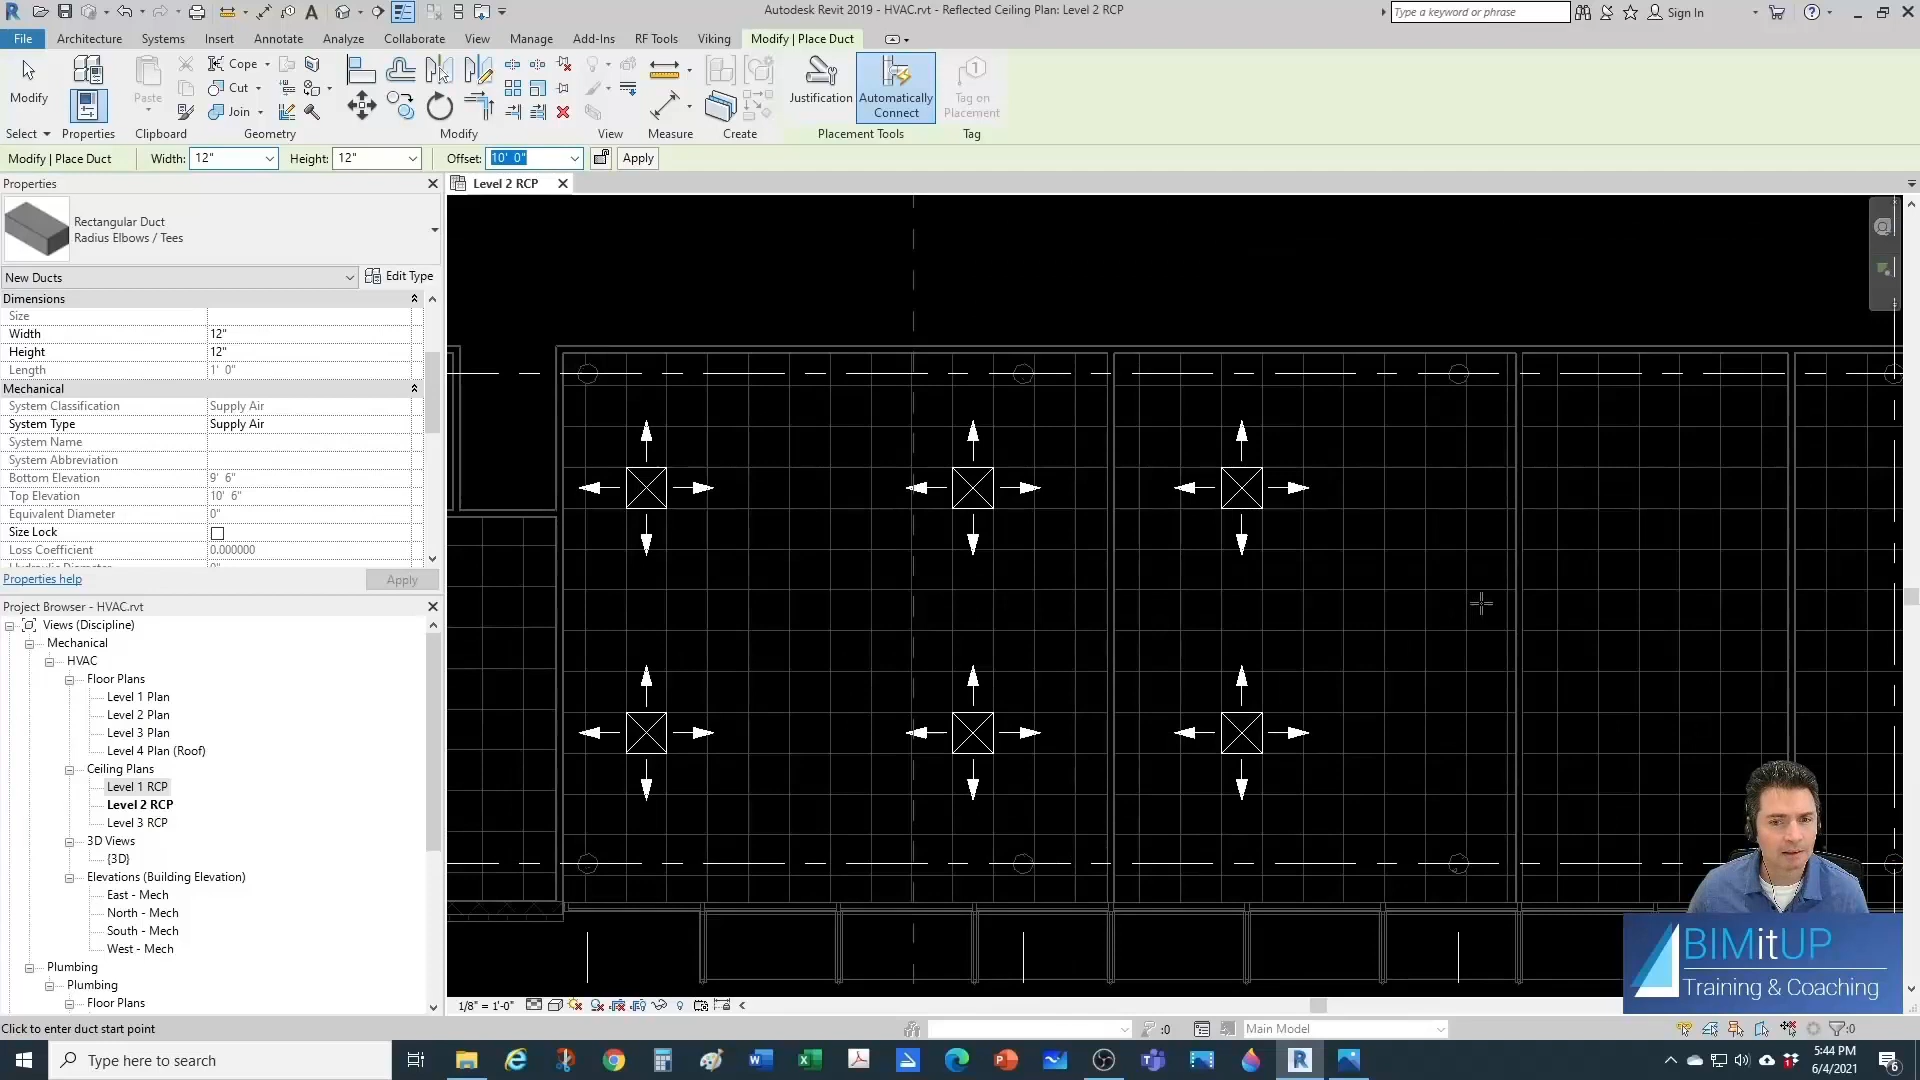 Autodesk Revit 2019 - HVAC.rvt - Reflected Ceiling Plan: Level 2 RCP
Type a keyword or phrase
Sign In
File Architecture Systems Insert Annotate Analyze Collaborate View Manage Add-Ins RF Tools Viking Modify | Place Duct
Modify
Paste
Cope
Cut
Join
Justification
Automatically
Connect
Tag on
Placement
Select Properties Clipboard Geometry Modify View Measure Create Placement Tools Tag
Modify | Place Duct Width: 12" Height: 12" Offset: 10' 0" Apply
Properties
Level 2 RCP
Rectangular Duct
Radius Elbows / Tees
New Ducts Edit Type
Dimensions
Size
Width 12"
Height 12"
Length 1' 0"
Mechanical
System Classification Supply Air
System Type Supply Air
System Name
System Abbreviation
Bottom Elevation 9' 6"
Top Elevation 10' 6"
Equivalent Diameter 0"
Size Lock
Loss Coefficient 0.000000
Properties help Apply
Project Browser - HVAC.rvt
Views (Discipline)
Mechanical
HVAC
Floor Plans
Level 1 Plan
Level 2 Plan
Level 3 Plan
Level 4 Plan (Roof)
Ceiling Plans
Level 1 RCP
Level 2 RCP
Level 3 RCP
3D Views
{3D}
Elevations (Building Elevation)
East - Mech
North - Mech
South - Mech
West - Mech
Plumbing
Plumbing
Floor Plans
BIMitUP
Training & Coaching
1/8" = 1'-0"
Click to enter duct start point
:0
Main Model
:0
Type here to search
5:44 PM
6/4/2021
6